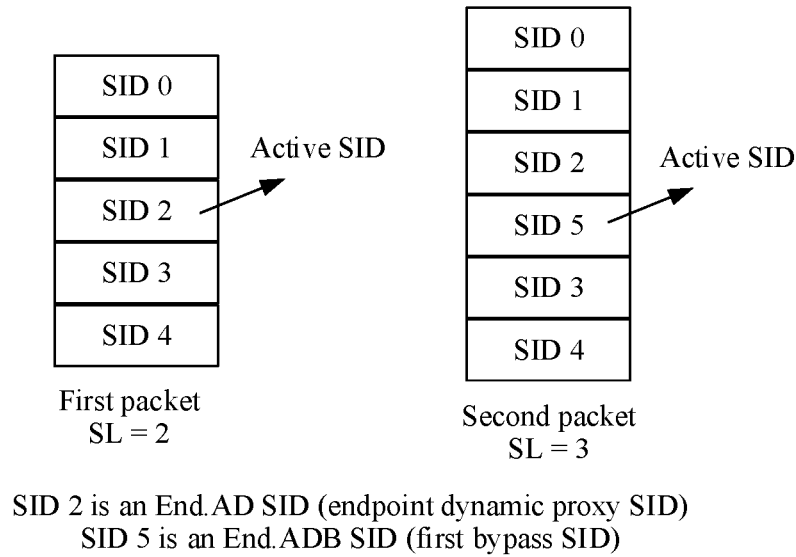 SID 0
SID 1
SID 2
SID 3
SID 4
Active SID
First packet
SL = 2
SID 0
SID 1
SID 2
SID 5
SID 3
SID 4
Active SID
Second packet
SL = 3
SID 2 is an End.AD SID (endpoint dynamic proxy SID)
SID 5 is an End.ADB SID (first bypass SID)